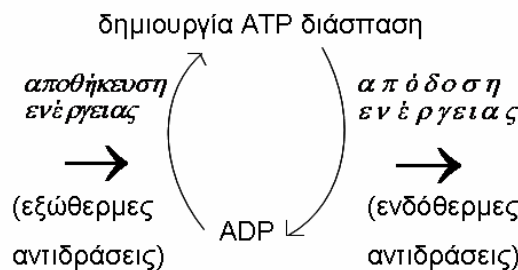 δημιουργία ATP διάσπαση
αποθήκευση
ενέργειας
απόδοση
ενέργειας
(εξώθερμες
αντιδράσεις)
ADP
(ενδόθερμες
αντιδράσεις)